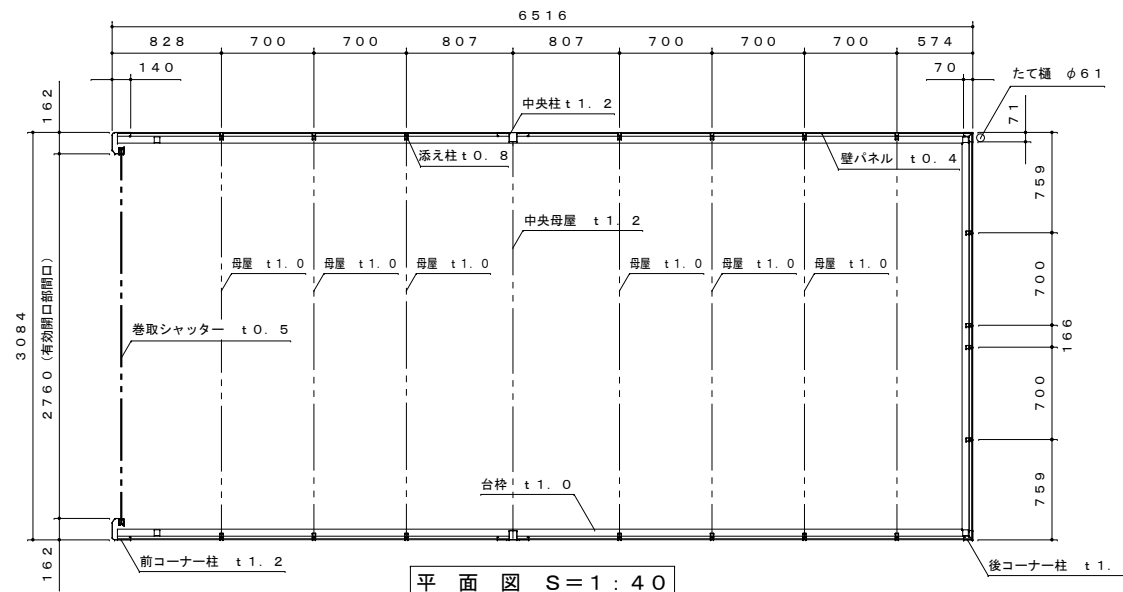 6516
828 700 700 807 807 700 700 700 574
140 70 たて樋 φ61
162 中央柱t1.2 71
添え柱t0.8 壁パネル t0.4
759
中央母屋 t1.2
母屋 t1.0 母屋 t1.0 母屋 t1.0 母屋 t1.0 母屋 t1.0 母屋 t1.0
700
巻取シャッター t0.5
166
3084
2760(有効開口部間口)
700
台枠 t1.0
759
162
前コーナー柱 t1.2
後コーナー柱 t1.
平面図 S=1:40